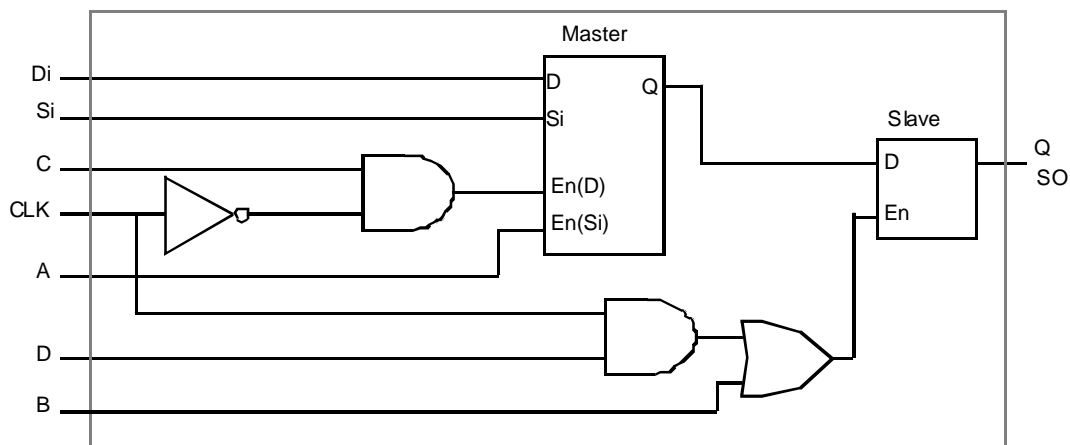 Master
Di
D
Q
Si
Si
Slave
C
Q
D
SO
En(D)
CLK
En
En(Si)
A
D
B